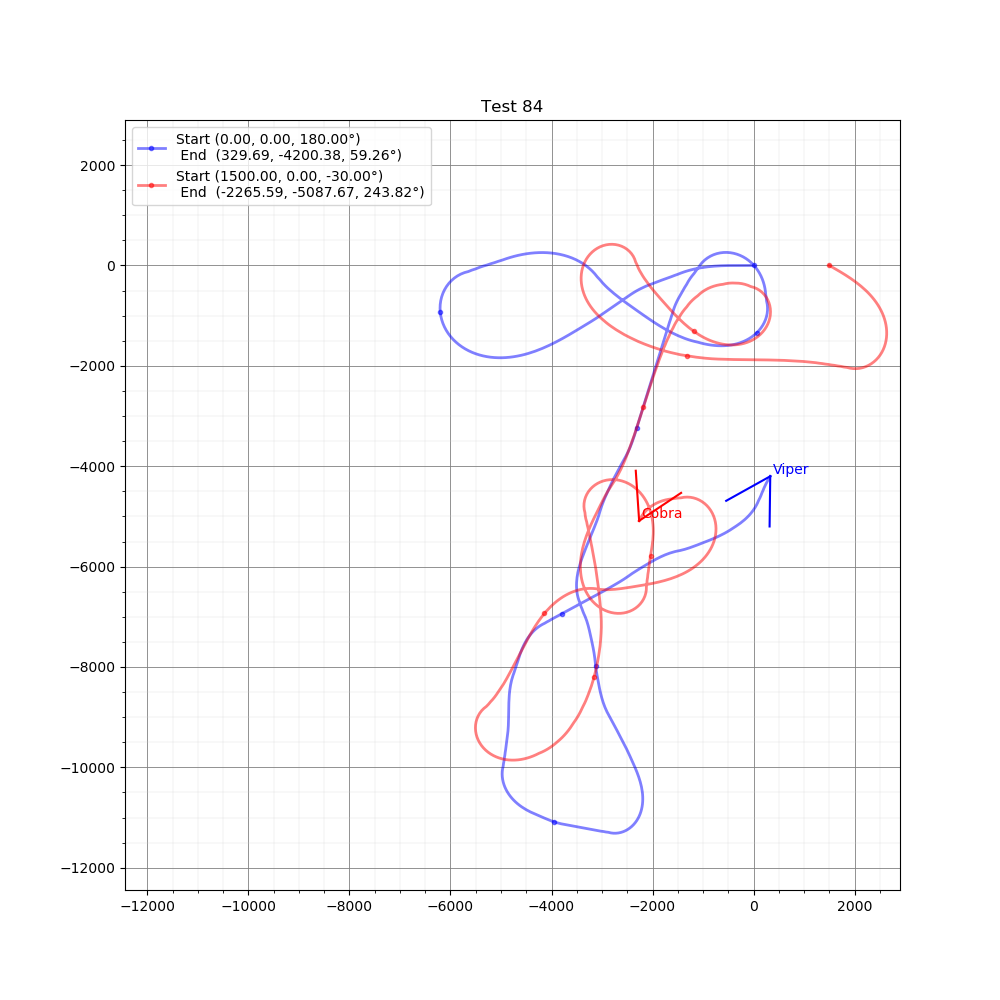 Test 84
Start (0.00, 0.00, 180.00°)
End  (329.69, -4200.38, 59.26°)
Start (1500.00, 0.00, -30.00°)
End  (-2265.59, -5087.67, 243.82°)
2000
0
−2000
−4000
−6000
−8000
−10000
−12000
Viper
Cobra
−12000 −10000 −8000 −6000 −4000 −2000 0 2000